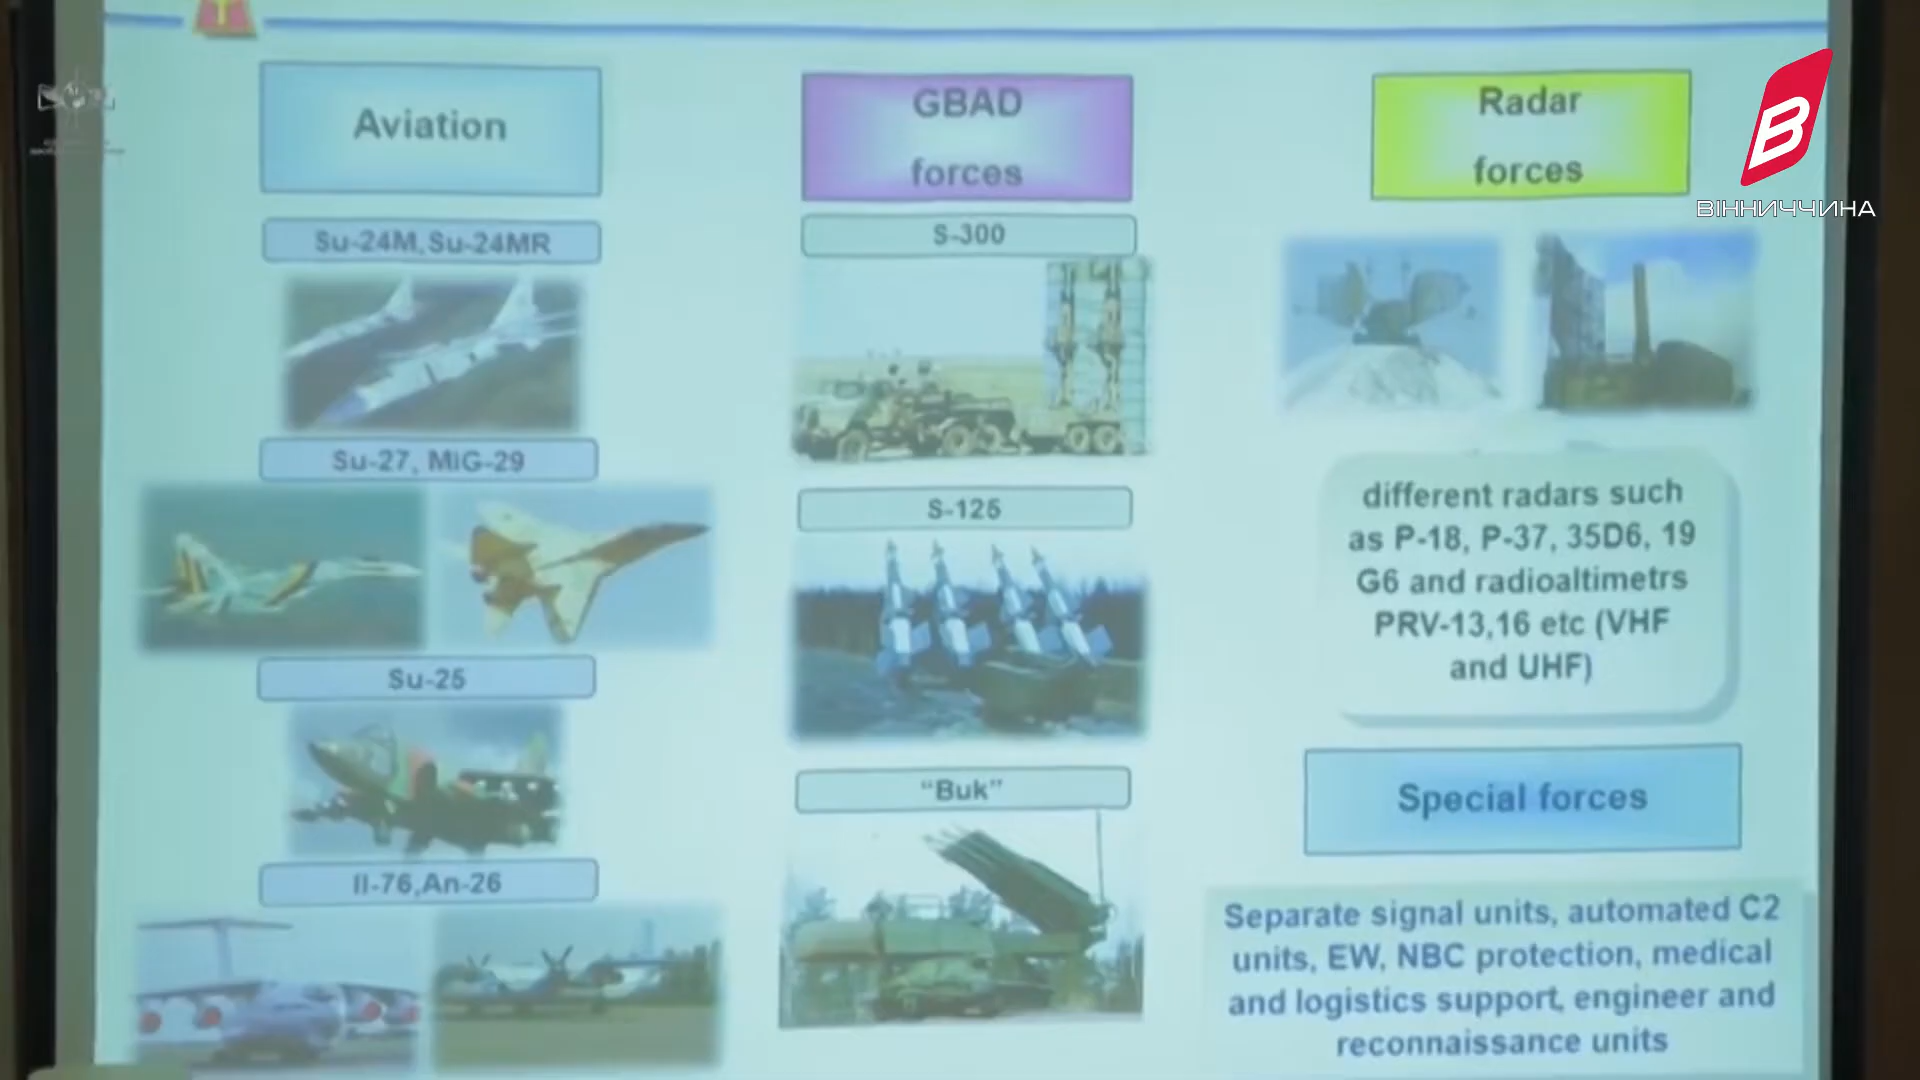 Aviation
Su-24M,Su-24MR
Su-27, MIG-29
Su-25
Il-76,An-26
GBAD
forces
S-300
S-125
“Buk”
Radar
forces
different radars such
as P-18, P-37, 35D6, 19
G6 and radioaltimetrs
PRV-13,16 etc (VHF
and UHF)
Special forces
Separate signal units, automated C2
units, EW, NBC protection, medical
and logistics support, engineer and
reconnaissance units
В
ВІННИЧЧИНА